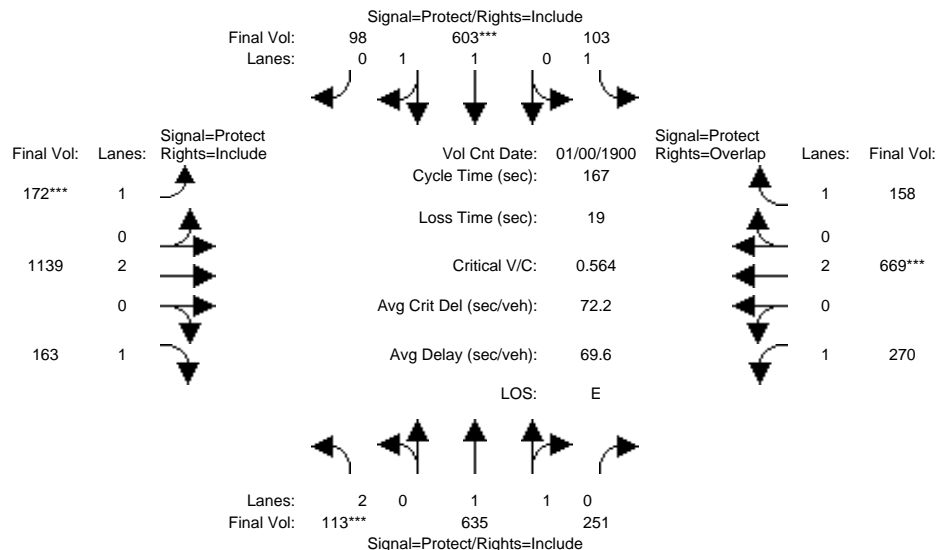 Signal=Protect/Rights=Include
Final Vol: 98 603*** 103
Lanes: 0 1 1 0 1
Signal=Protect Signal=Protect
Final Vol: Lanes: Rights=Include Vol Cnt Date: 01/00/1900 Rights=Overlap Lanes: Final Vol:
Cycle Time (sec): 167
172*** 1 1 158
Loss Time (sec): 19
0 0
1139 2 Critical V/C: 0.564 2 669***
0 Avg Crit Del (sec/veh): 72.2 0
163 1 Avg Delay (sec/veh): 69.6 1 270
LOS: E
Lanes: 2 0 1 1 0
Final Vol: 113*** 635 251
Signal=Protect/Rights=Include